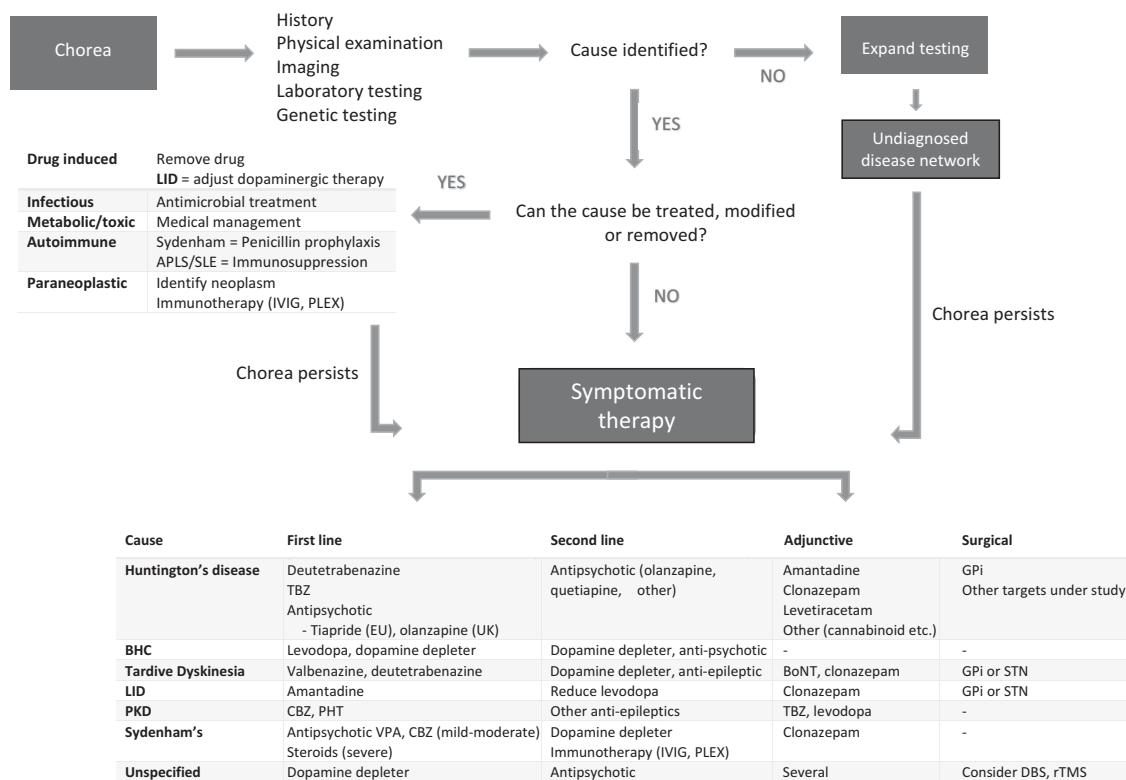 Chorea
History
Physical examination
Imaging
Laboratory testing
Genetic testing
Cause identified?
NO
Expand testing
YES
Undiagnosed
disease network
Drug induced Remove drug
LID = adjust dopaminergic therapy
Infectious Antimicrobial treatment
Metabolic/toxic Medical management
Autoimmune Sydenham = Penicillin prophylaxis
APLS/SLE = Immunosuppression
Paraneoplastic Identify neoplasm
Immunotherapy (IVIG, PLEX)
YES
Can the cause be treated, modified
or removed?
NO
Chorea persists
Chorea persists
Symptomatic
therapy
Cause First line Second line Adjunctive Surgical
Huntington's disease Deutetrabenazine Antipsychotic (olanzapine, Amantadine GPi
TBZ quetiapine, other) Clonazepam Other targets under study
Antipsychotic Levetiracetam
- Tiapride (EU), olanzapine (UK) Other (cannabinoid etc.)
BHC Levodopa, dopamine depleter Dopamine depleter, anti-psychotic - -
Tardive Dyskinesia Valbenazine, deutetrabenazine Dopamine depleter, anti-epileptic BoNT, clonazepam GPi or STN
LID Amantadine Reduce levodopa Clonazepam GPi or STN
PKD CBZ, PHT Other anti-epileptics TBZ, levodopa -
Sydenham's Antipsychotic VPA, CBZ (mild-moderate) Dopamine depleter Clonazepam -
Steroids (severe) Immunotherapy (IVIG, PLEX)
Unspecified Dopamine depleter Antipsychotic Several Consider DBS, rTMS